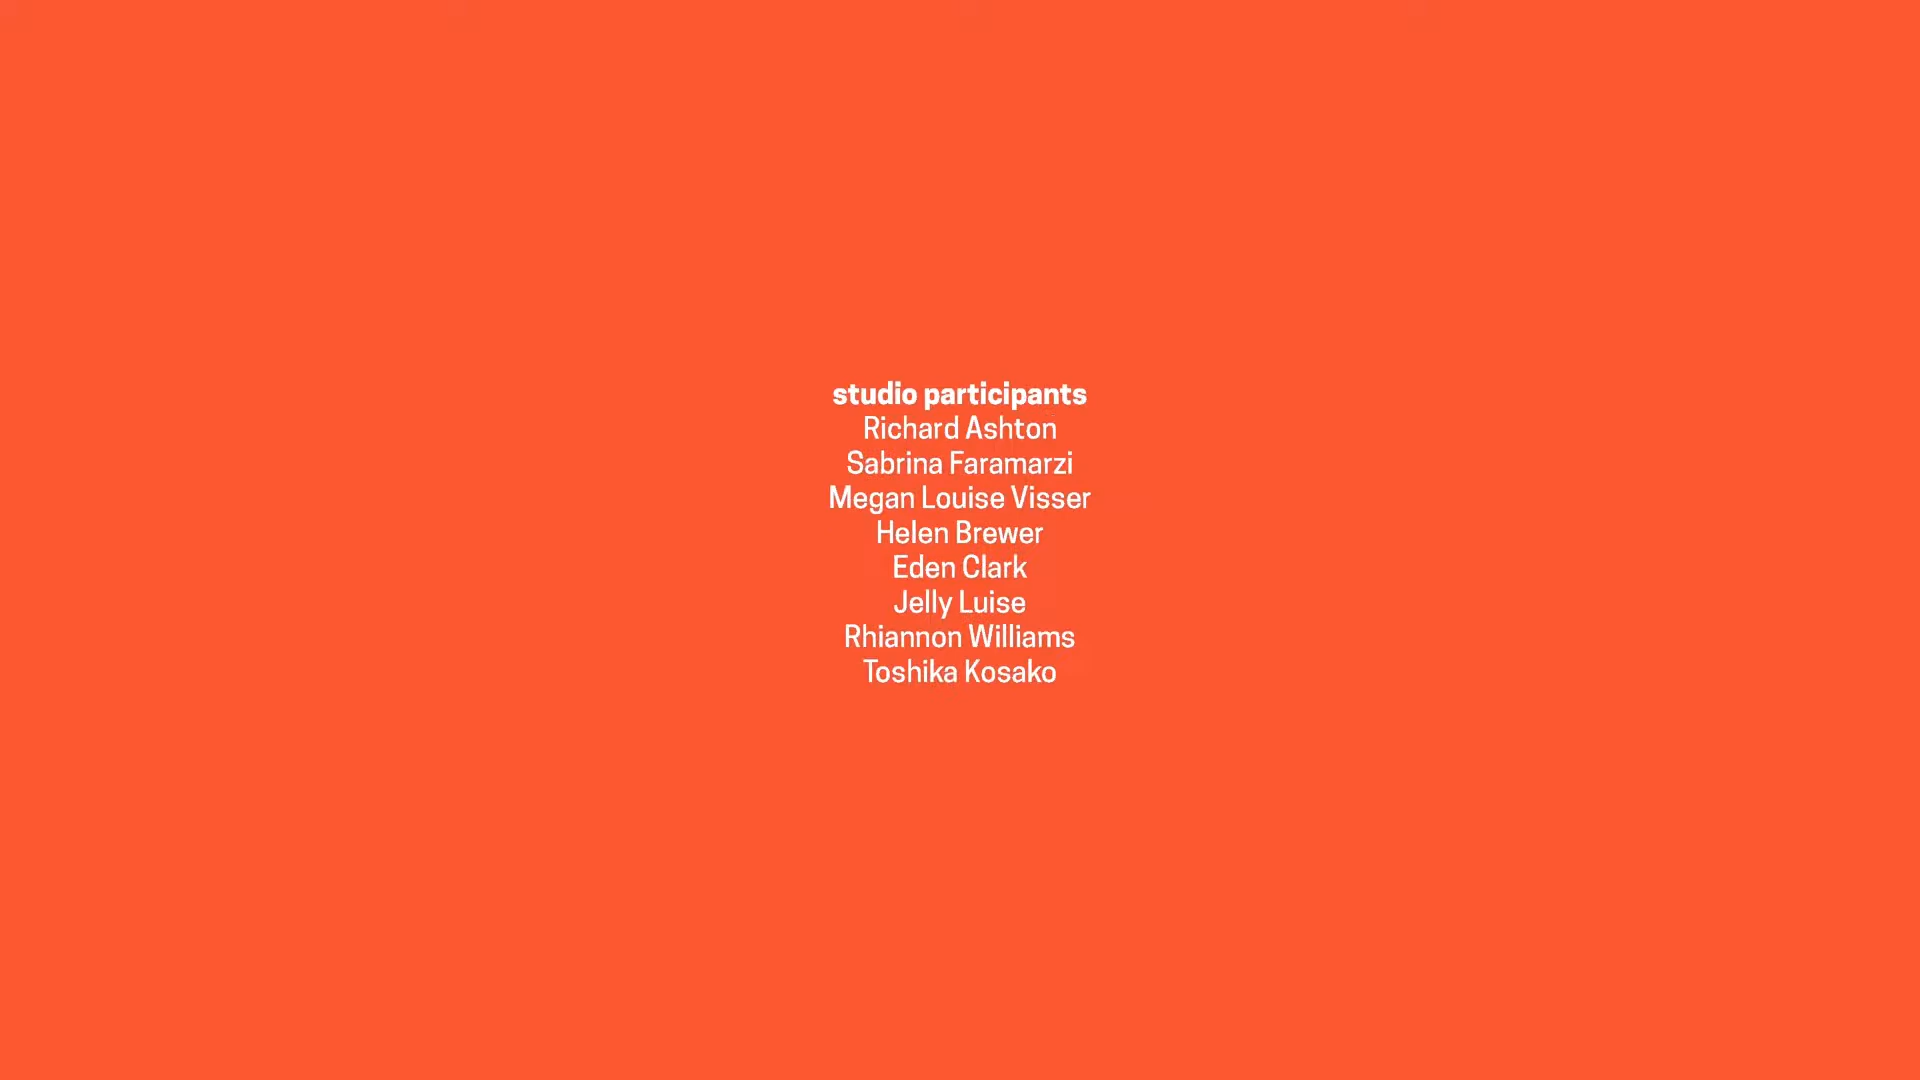 studio participants
Richard Ashton
Sabrina Faramarzi
Megan Louise Visser
Helen Brewer
Eden Clark
Jelly Luise
Rhiannon Williams
Toshika Kosako